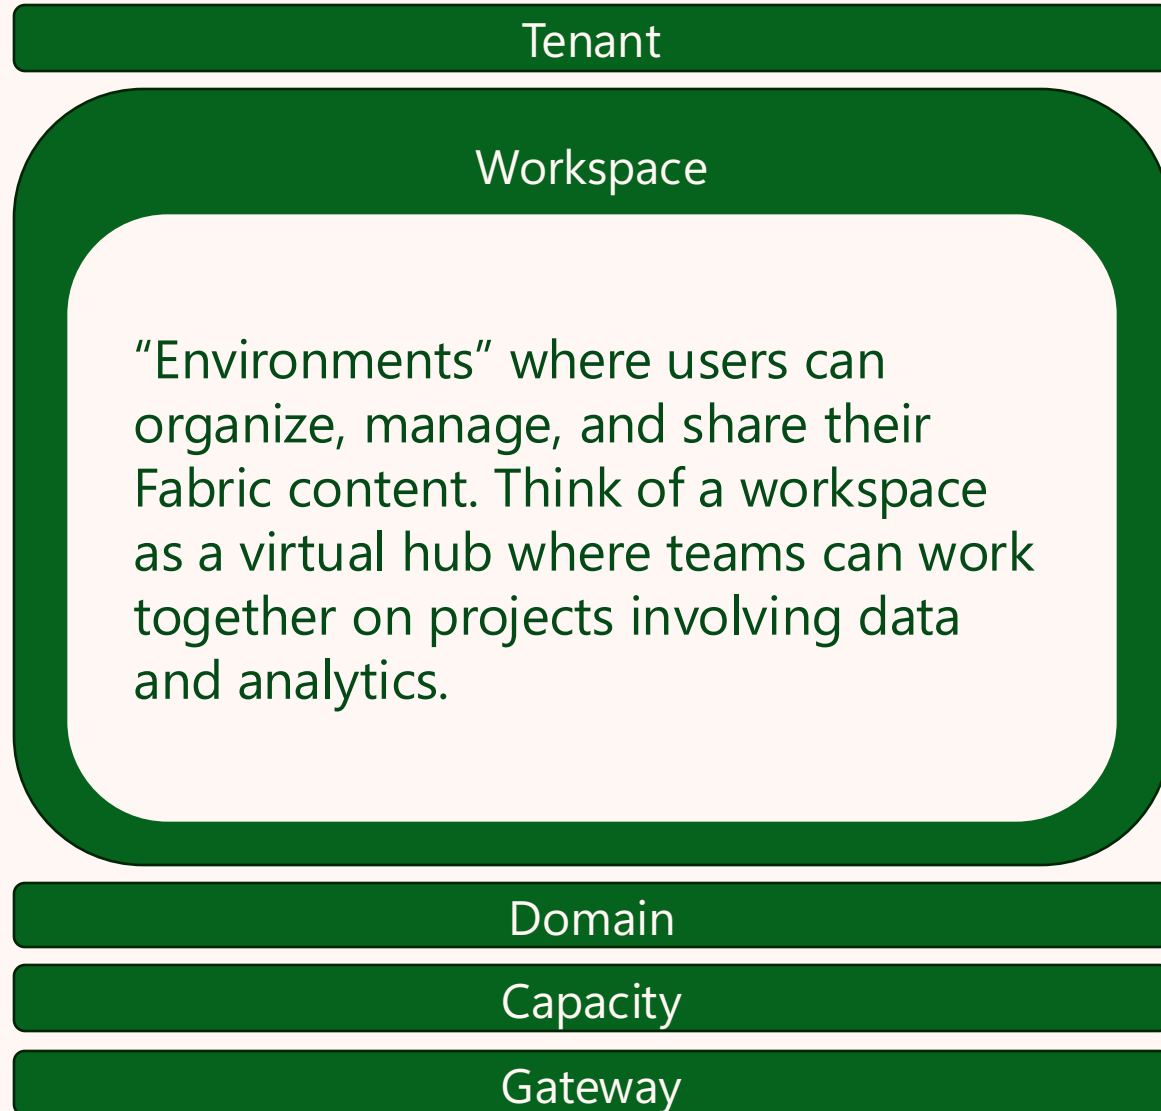 Tenant
Workspace
“Environments” where users can
organize, manage, and share their
Fabric content. Think of a workspace
as a virtual hub where teams can work
together on projects involving data
and analytics.
Domain
Capacity
Gateway